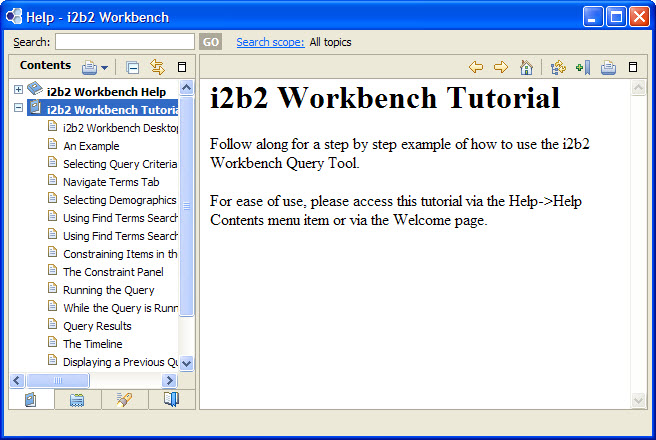 Help - i2b2 Workbench
Search:
GO
Search scope: All topics
Contents
i2b2 Workbench Help
i2b2 Workbench Tutoria
i2b2 Workbench Desktop
An Example
Selecting Query Criteria
Navigate Terms Tab
Selecting Demographics
Using Find Terms Search
Using Find Terms Search
Constraining Items in th
The Constraint Panel
Running the Query
While the Query is Runn
Query Results
The Timeline
Displaying a Previous Qu
i2b2 Workbench Tutorial
Follow along for a step by step example of how to use the i2b2
Workbench Query Tool.
For ease of use, please access this tutorial via the Help->Help
Contents menu item or via the Welcome page.